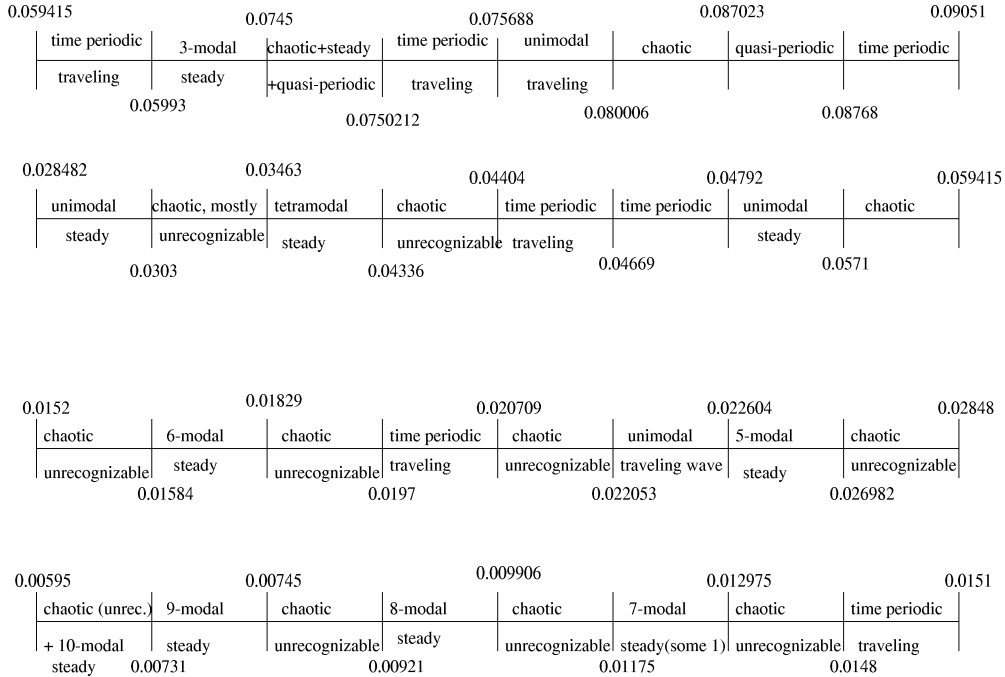 0.059415 0.0745 0.075688 0.087023 0.09051
time periodic 3-modal chaotic+steady time periodic unimodal chaotic quasi-periodic time periodic
traveling steady +quasi-periodic traveling traveling
0.05993 0.0750212 0.080006 0.08768
0.028482 0.03463 0.04404 0.04792 0.059415
unimodal chaotic, mostly tetramodal chaotic time periodic time periodic unimodal chaotic
steady unrecognizable steady unrecognizable traveling steady
0.0303 0.04336 0.04669 0.0571
0.0152 0.01829 0.020709 0.022604 0.02848
chaotic 6-modal chaotic time periodic chaotic unimodal 5-modal chaotic
unrecognizable steady unrecognizable traveling unrecognizable traveling wave steady unrecognizable
0.01584 0.0197 0.022053 0.026982
0.00595 0.00745 0.009906 0.012975 0.0151
chaotic (unrec.) 9-modal chaotic 8-modal chaotic 7-modal chaotic time periodic
+ 10-modal steady unrecognizable steady unrecognizable steady(some 1) unrecognizable traveling
steady 0.00731 0.00921 0.01175 0.0148